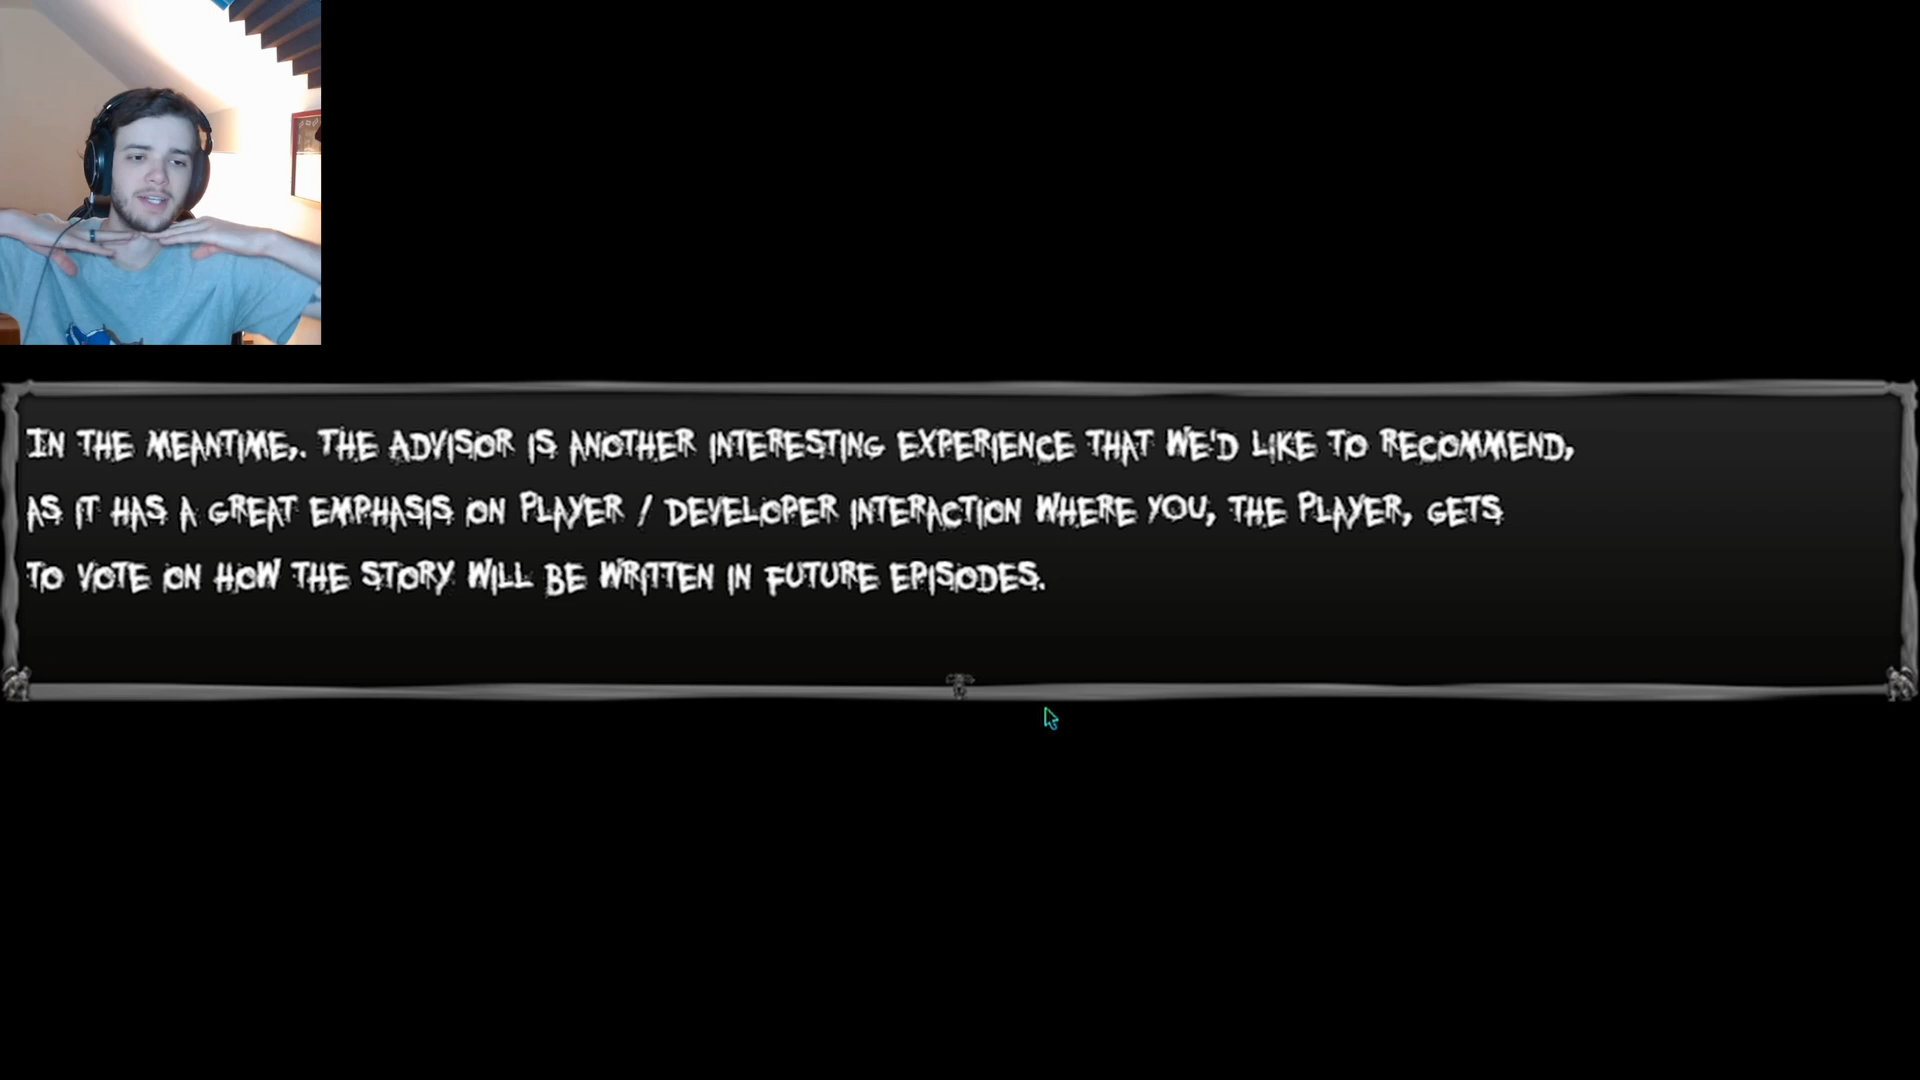 In the meantime,. The Advisor is another interesting experience that we'd like to recommend,
as it has a great emphasis on player / developer interaction where you, the player, gets
to vote on how the story will be written in future episodes.